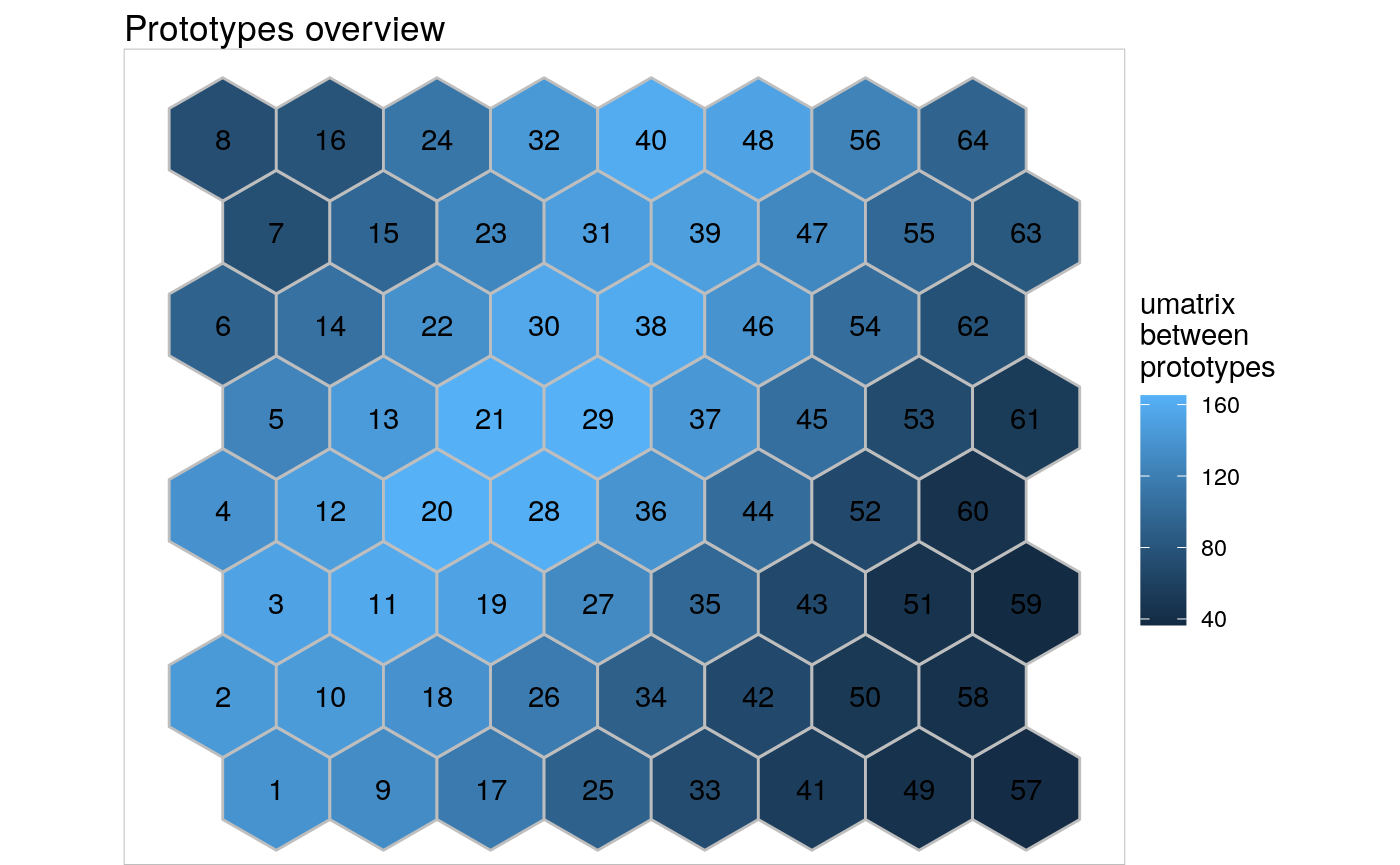 Prototypes overview
8 16 24 32 40 48 56 64
7 15 23 31 39 47 55 63
6 14 22 30 38 46 54 62
5 13 21 29 37 45 53 61
4 12 20 28 36 44 52 60
3 11 19 27 35 43 51 59
2 10 18 26 34 42 50 58
1 9 17 25 33 41 49 57
umatrix
between
prototypes
160
120
80
40